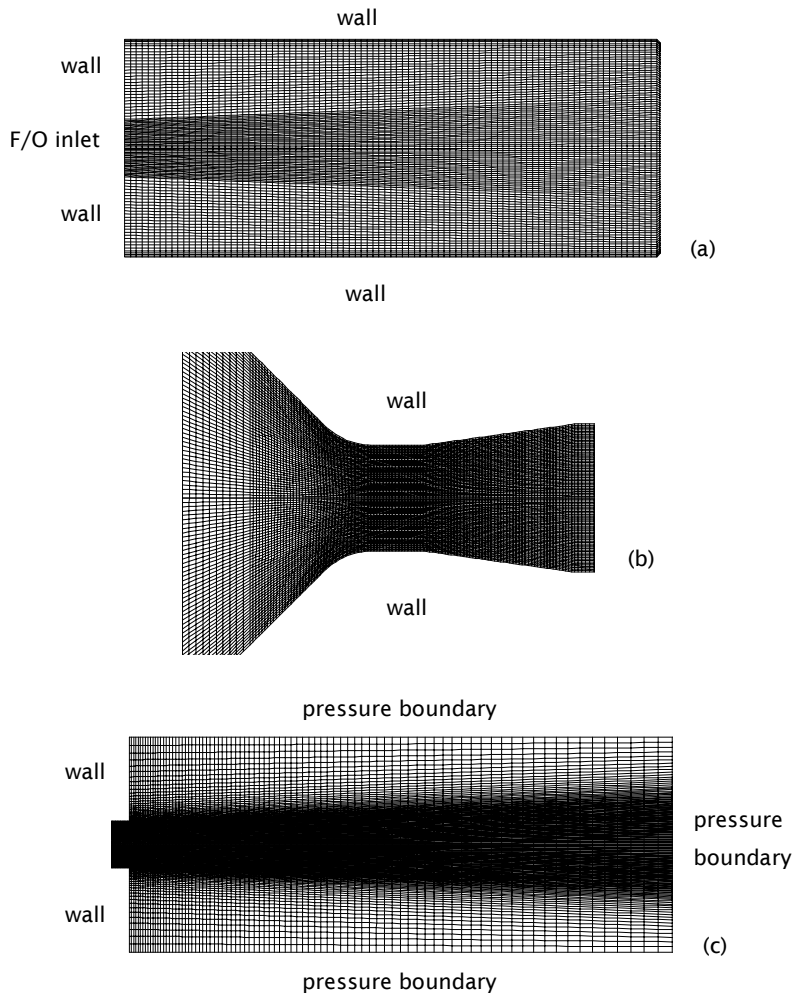 wall
wall
F/O inlet
wall
(a)
wall
wall
(b)
wall
pressure boundary
wall
pressure
boundary
wall
(c)
pressure boundary